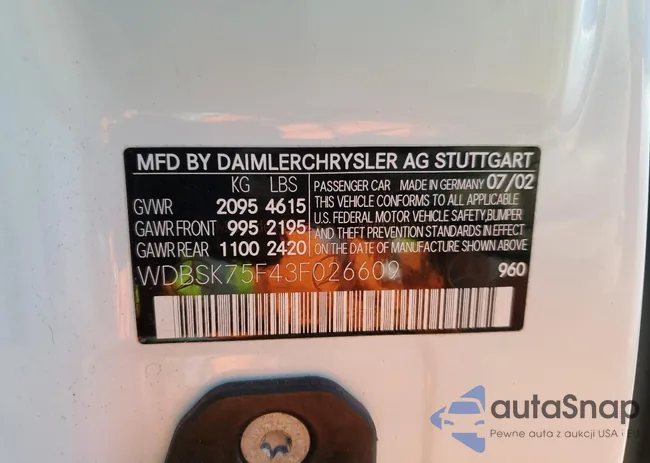 MFD BY DAIMLERCHRYSLER AG STUTTGART
KG LBS
GVWR 2095 4615
GAWR FRONT 995 2195
GAWR REAR 1100 2420
PASSENGER CAR MADE IN GERMANY 07/02
THIS VEHICLE CONFORMS TO ALL APPLICABLE
U.S. FEDERAL MOTOR VEHICLE SAFETY, BUMPER
AND THEFT PREVENTION STANDARDS IN EFFECT
ON THE DATE OF MANUFACTURE SHOWN ABOVE
WDBSK75F43F026609 960
autaSnap
Pewne auta z aukcji USA i EU